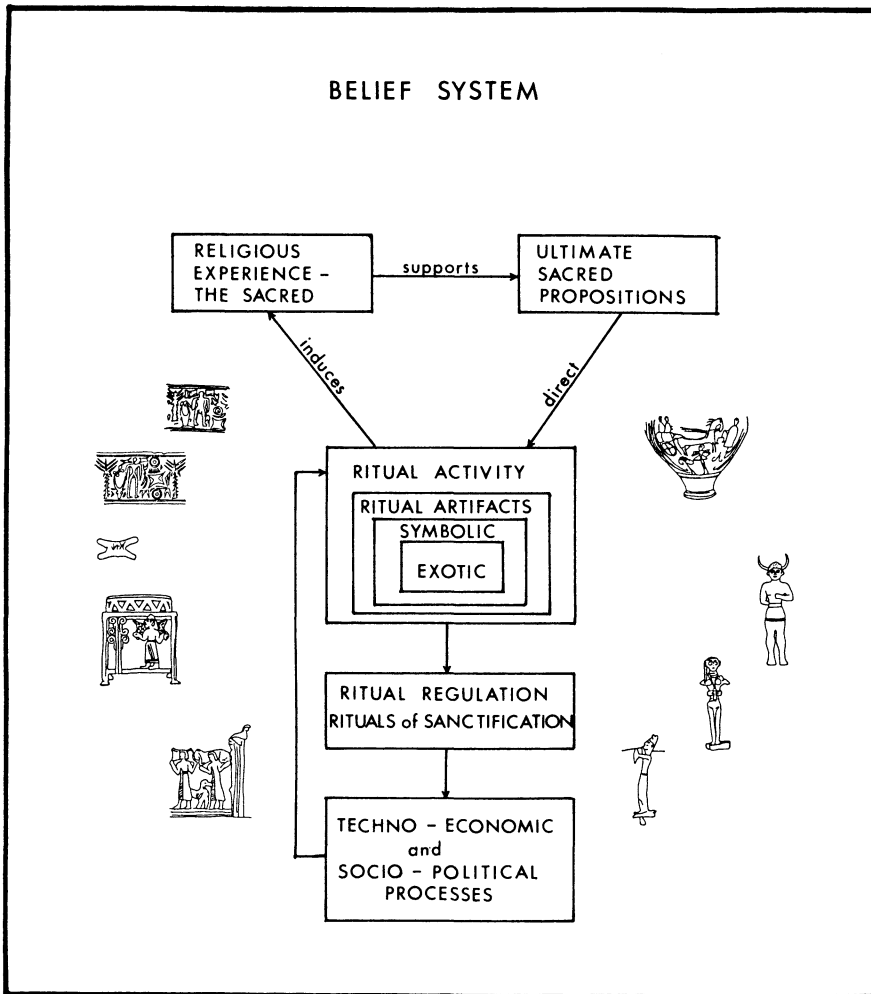 BELIEF SYSTEM
RELIGIOUS
EXPERIENCE –
THE SACRED
supports
ULTIMATE
SACRED
PROPOSITIONS
induces
direct
RITUAL ACTIVITY
RITUAL ARTIFACTS
SYMBOLIC
EXOTIC
RITUAL REGULATION
RITUALS of SANCTIFICATION
TECHNO – ECONOMIC
and
SOCIO – POLITICAL
PROCESSES